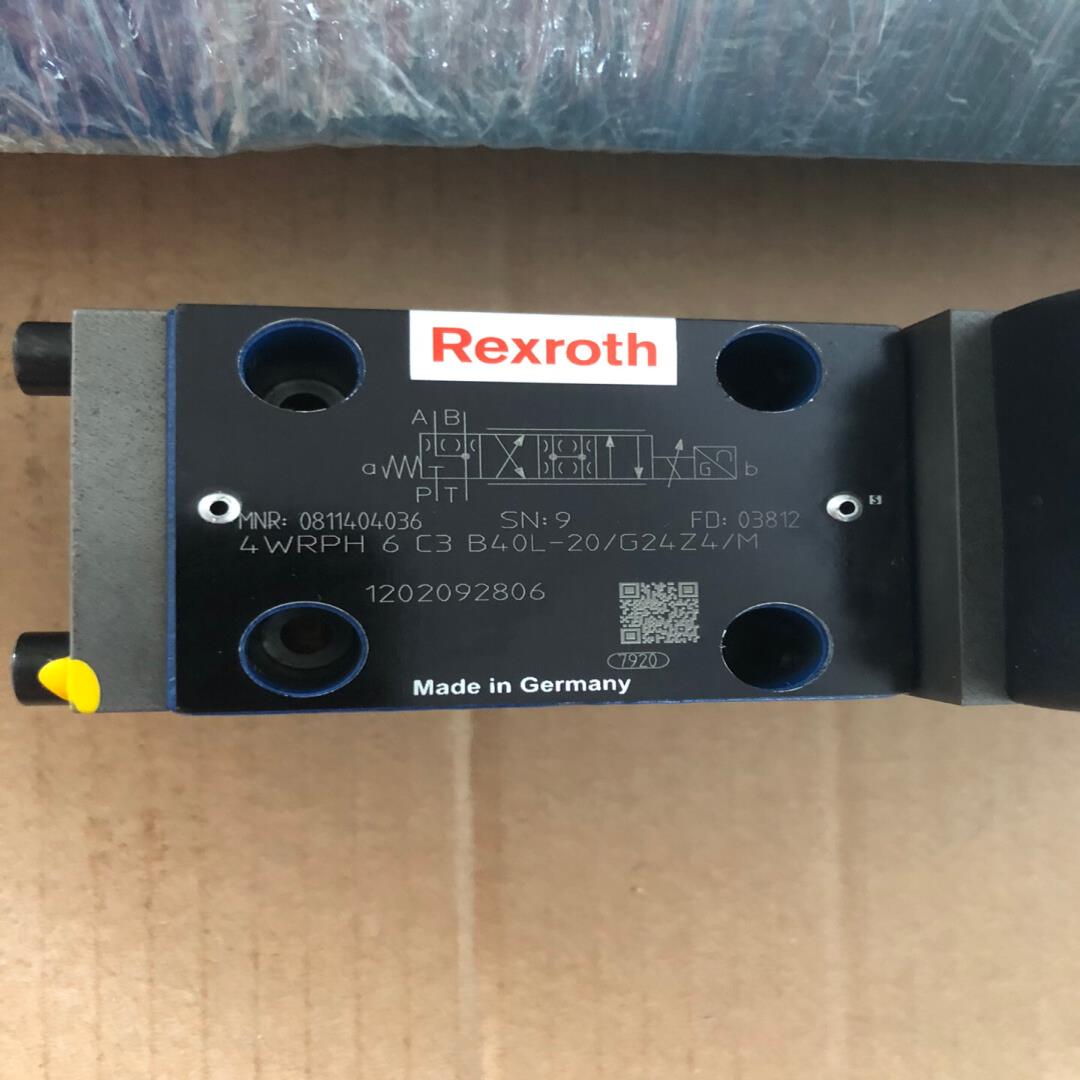 Rexroth
A B
a b
G
T
P T
MNR: 0811404036 SN: 9 FD: 03812
4WRPH 6 C3 B40L-20/G24Z4/M
1202092806
7920
Made in Germany
S